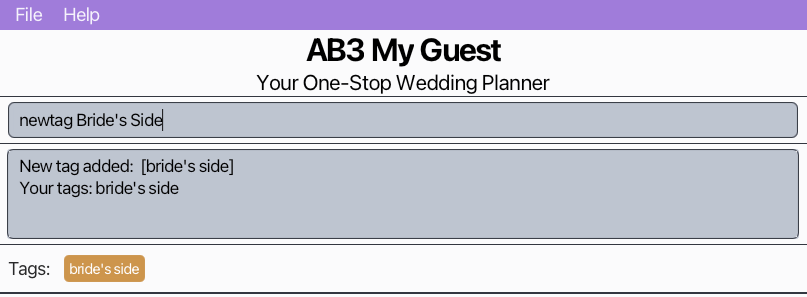 File Help
AB3 My Guest
Your One-Stop Wedding Planner
newtag Bride's Side
New tag added:  [bride's side]
Your tags: bride's side
Tags: bride's side